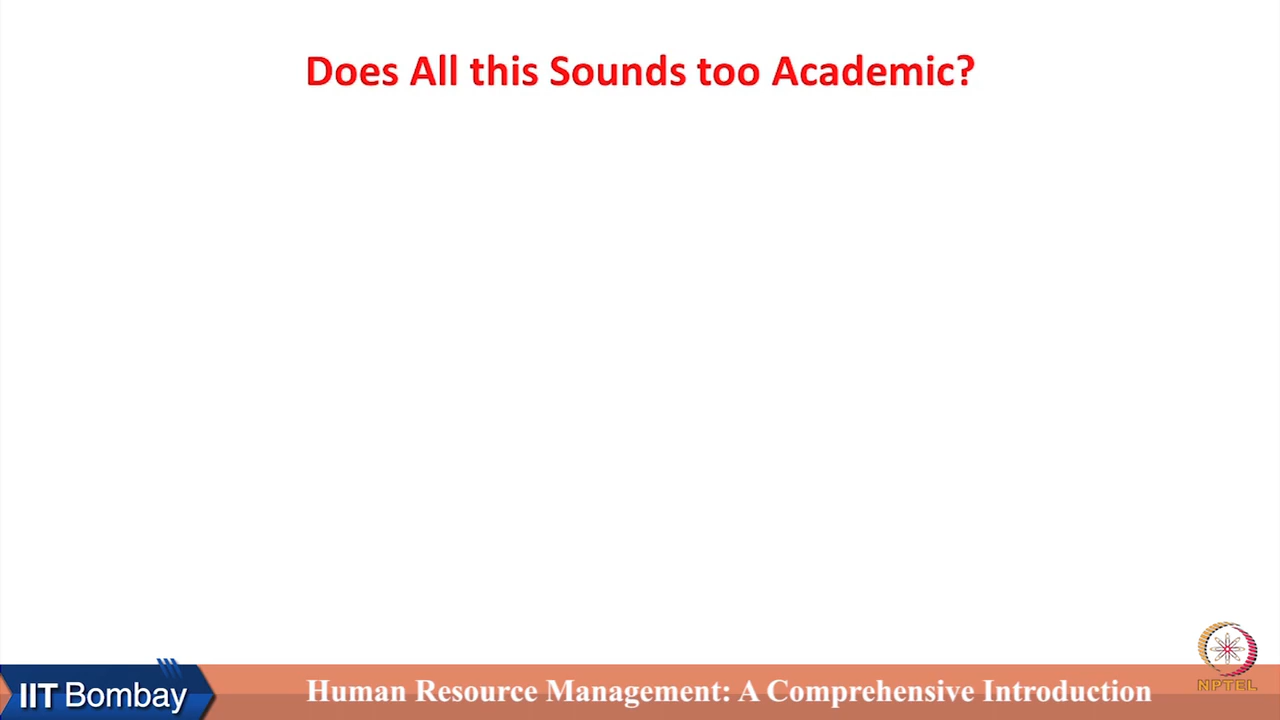 Does All this Sounds too Academic?
NPTEL
IIT Bombay
Human Resource Management: A Comprehensive Introduction